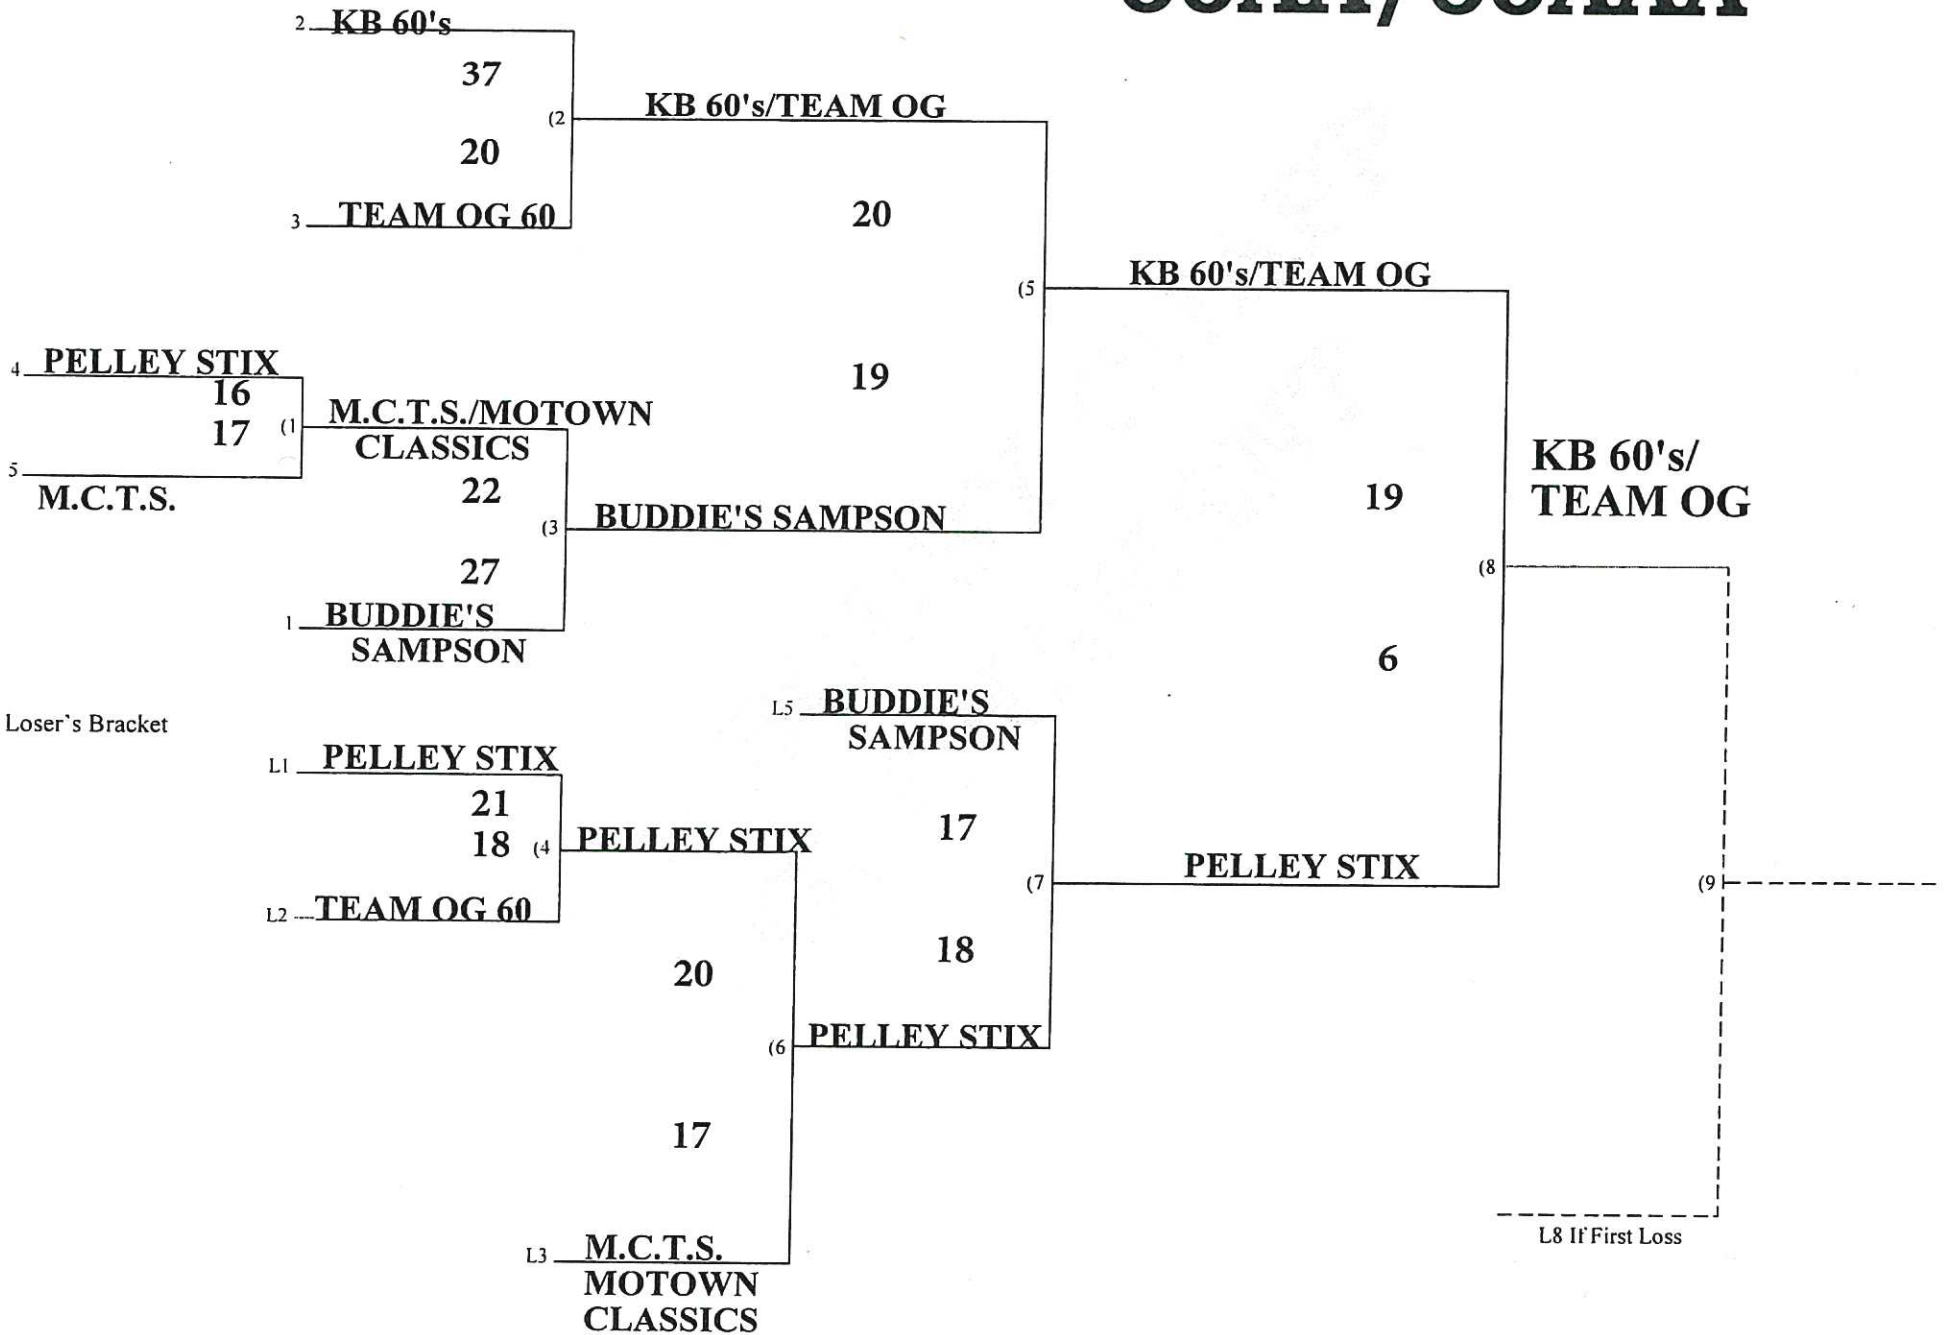 2 KB 60's
37
(2
20
3 TEAM OG 60
KB 60's/TEAM OG
20
(5
19
KB 60's/TEAM OG
4 PELLEY STIX
16
17 (1
5
M.C.T.S.
M.C.T.S./MOTOWN
CLASSICS
22
(3
27
1 BUDDIE'S
SAMPSON
BUDDIE'S SAMPSON
19
(8
6
KB 60's/
TEAM OG
Loser's Bracket
L1 PELLEY STIX
21
18 (4
L2 TEAM OG 60
PELLEY STIX
20
(6
17
L3 M.C.T.S.
MOTOWN
CLASSICS
L5 BUDDIE'S
SAMPSON
17
(7
18
PELLEY STIX
PELLEY STIX
(9
L8 If First Loss